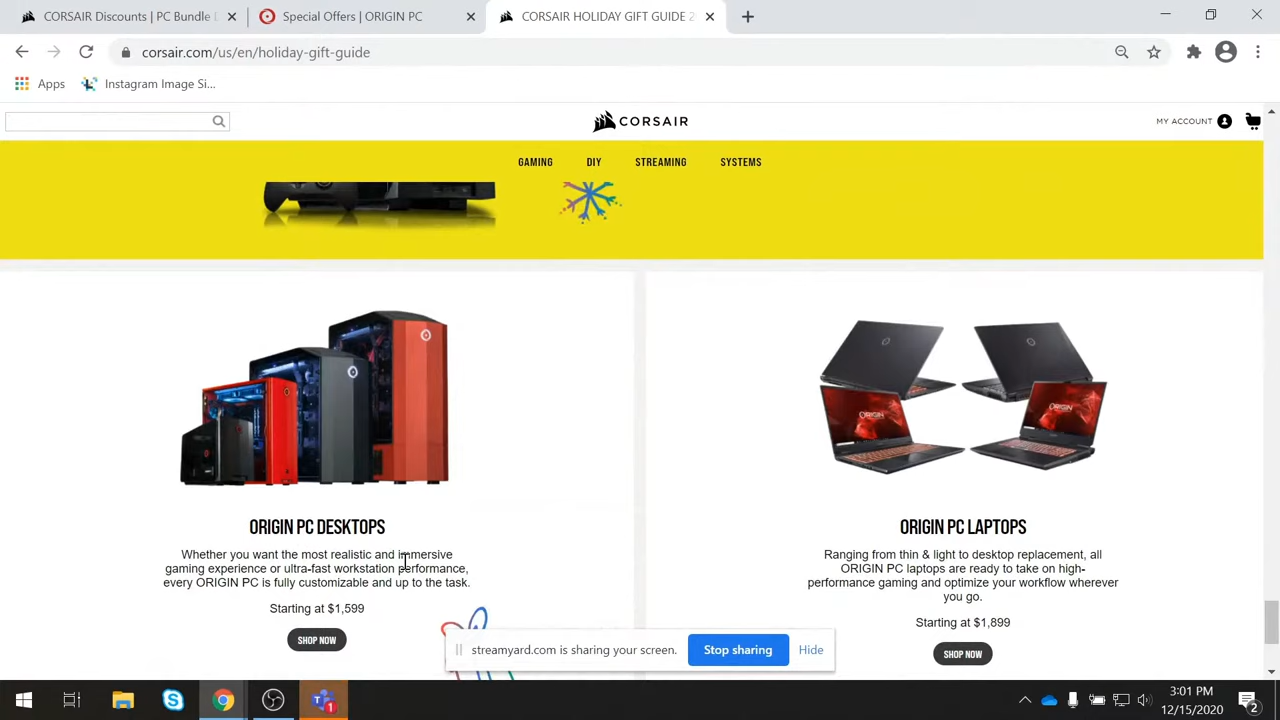 CORSAIR Discounts | PC Bundle D
Special Offers | ORIGIN PC
CORSAIR HOLIDAY GIFT GUIDE 2
corsair.com/us/en/holiday-gift-guide
Apps
Instagram Image Si...
CORSAIR
MY ACCOUNT
GAMING
DIY
STREAMING
SYSTEMS
ORIGIN
ORIGIN
ORIGIN PC DESKTOPS
Whether you want the most realistic and immersive
gaming experience or ultra-fast workstation performance,
every ORIGIN PC is fully customizable and up to the task.
Starting at $1,599
SHOP NOW
ORIGIN PC LAPTOPS
Ranging from thin & light to desktop replacement, all
ORIGIN PC laptops are ready to take on high-
performance gaming and optimize your workflow wherever
you go.
Starting at $1,899
SHOP NOW
streamyard.com is sharing your screen.
Stop sharing
Hide
1
3:01 PM
12/15/2020
2